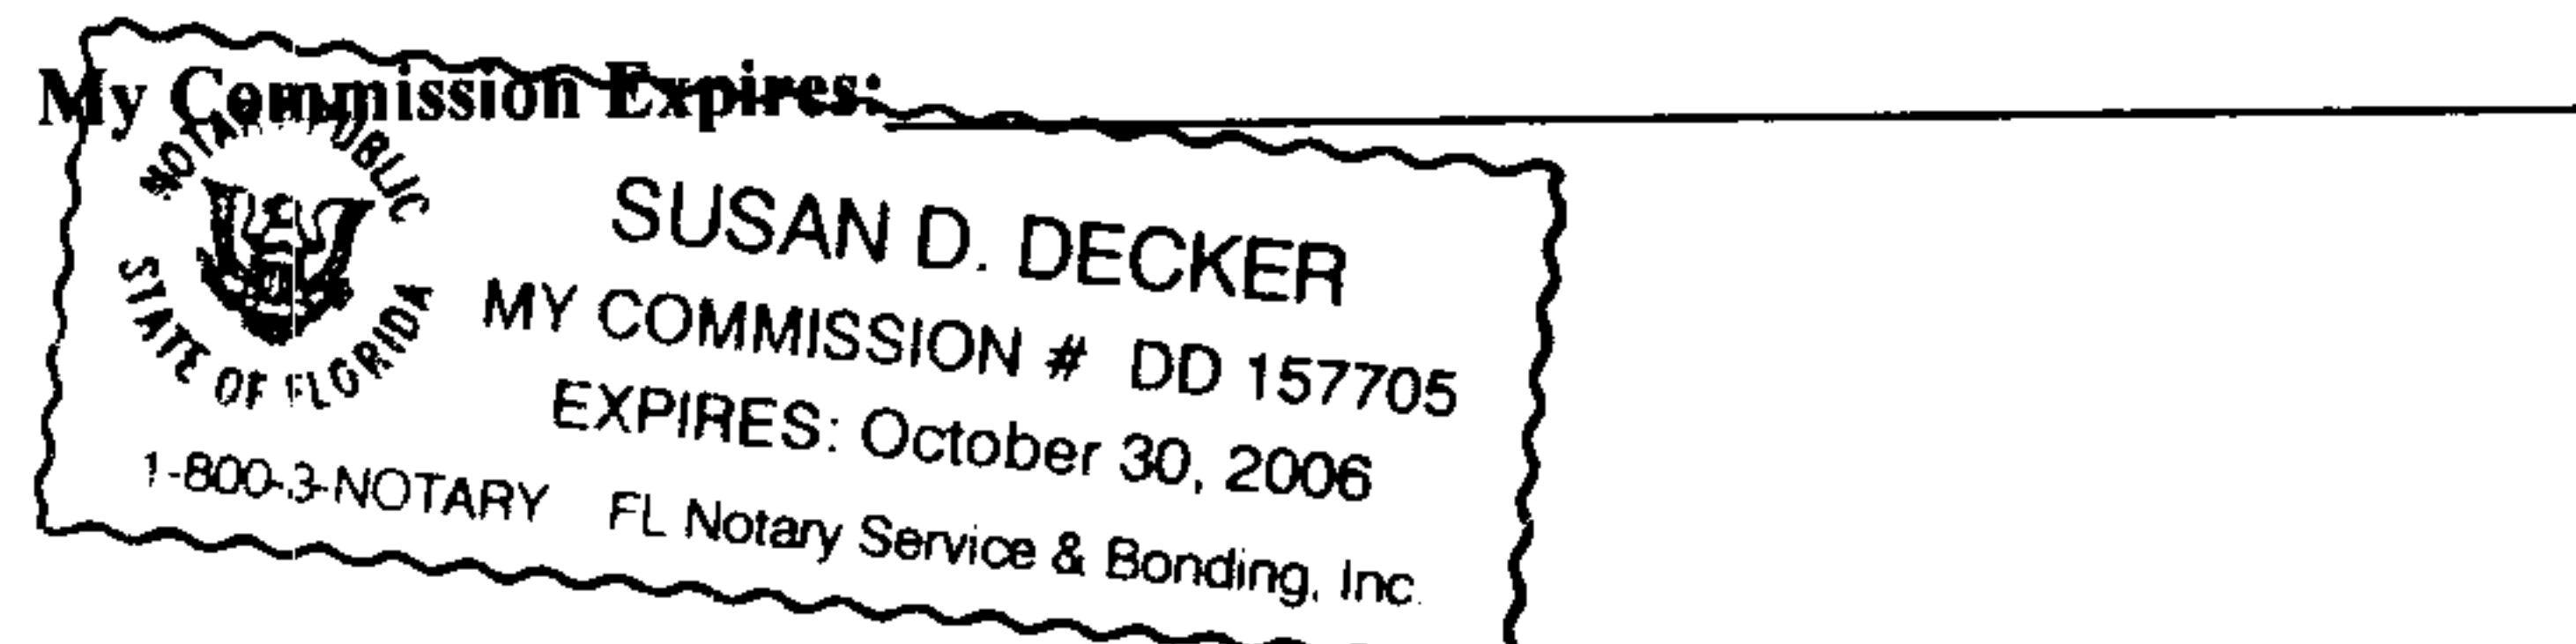 My Commission Expires:
NOTARY PUBLIC
STATE OF FLORIDA
SUSAN D. DECKER
MY COMMISSION # DD 157705
EXPIRES: October 30, 2006
1-800-3-NOTARY FL Notary Service & Bonding, Inc.